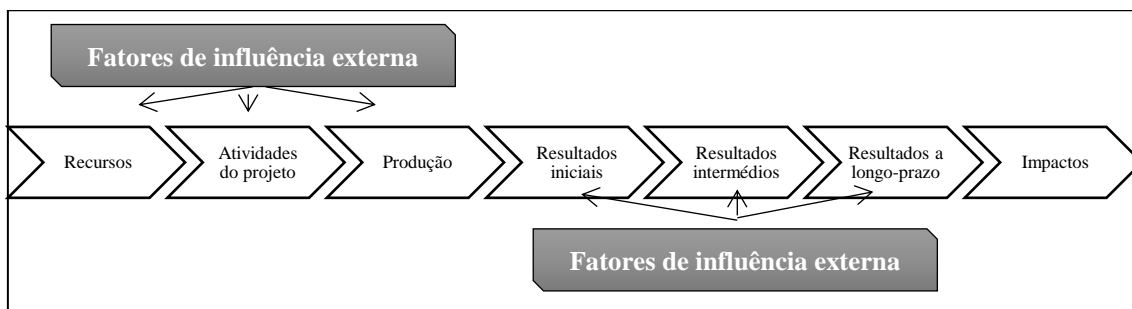 Fatores de influência externa
Recursos
Atividades
do projeto
Produção
Resultados
iniciais
Resultados
intermédios
Resultados a
longo-prazo
Impactos
Fatores de influência externa